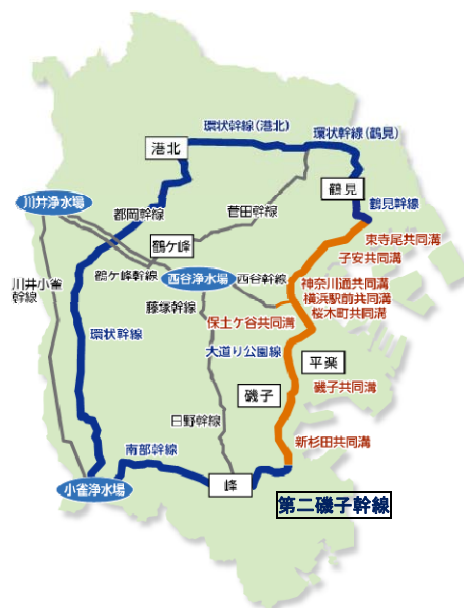 環状幹線(港北)
環状幹線(鶴見)
港北
鶴見
川井浄水場
都岡幹線
菅田幹線
鶴見幹線
東寺尾共同溝
鶴ケ峰
子安共同溝
鶴ケ峰幹線
西谷浄水場
西谷幹線
川井小雀
幹線
神奈川通共同溝
横浜駅前共同溝
桜木町共同溝
藤塚幹線
保土ケ谷共同溝
環状幹線
大通り公園線
平楽
磯子
磯子共同溝
日野幹線
新杉田共同溝
南部幹線
小雀浄水場
峰
第二磯子幹線